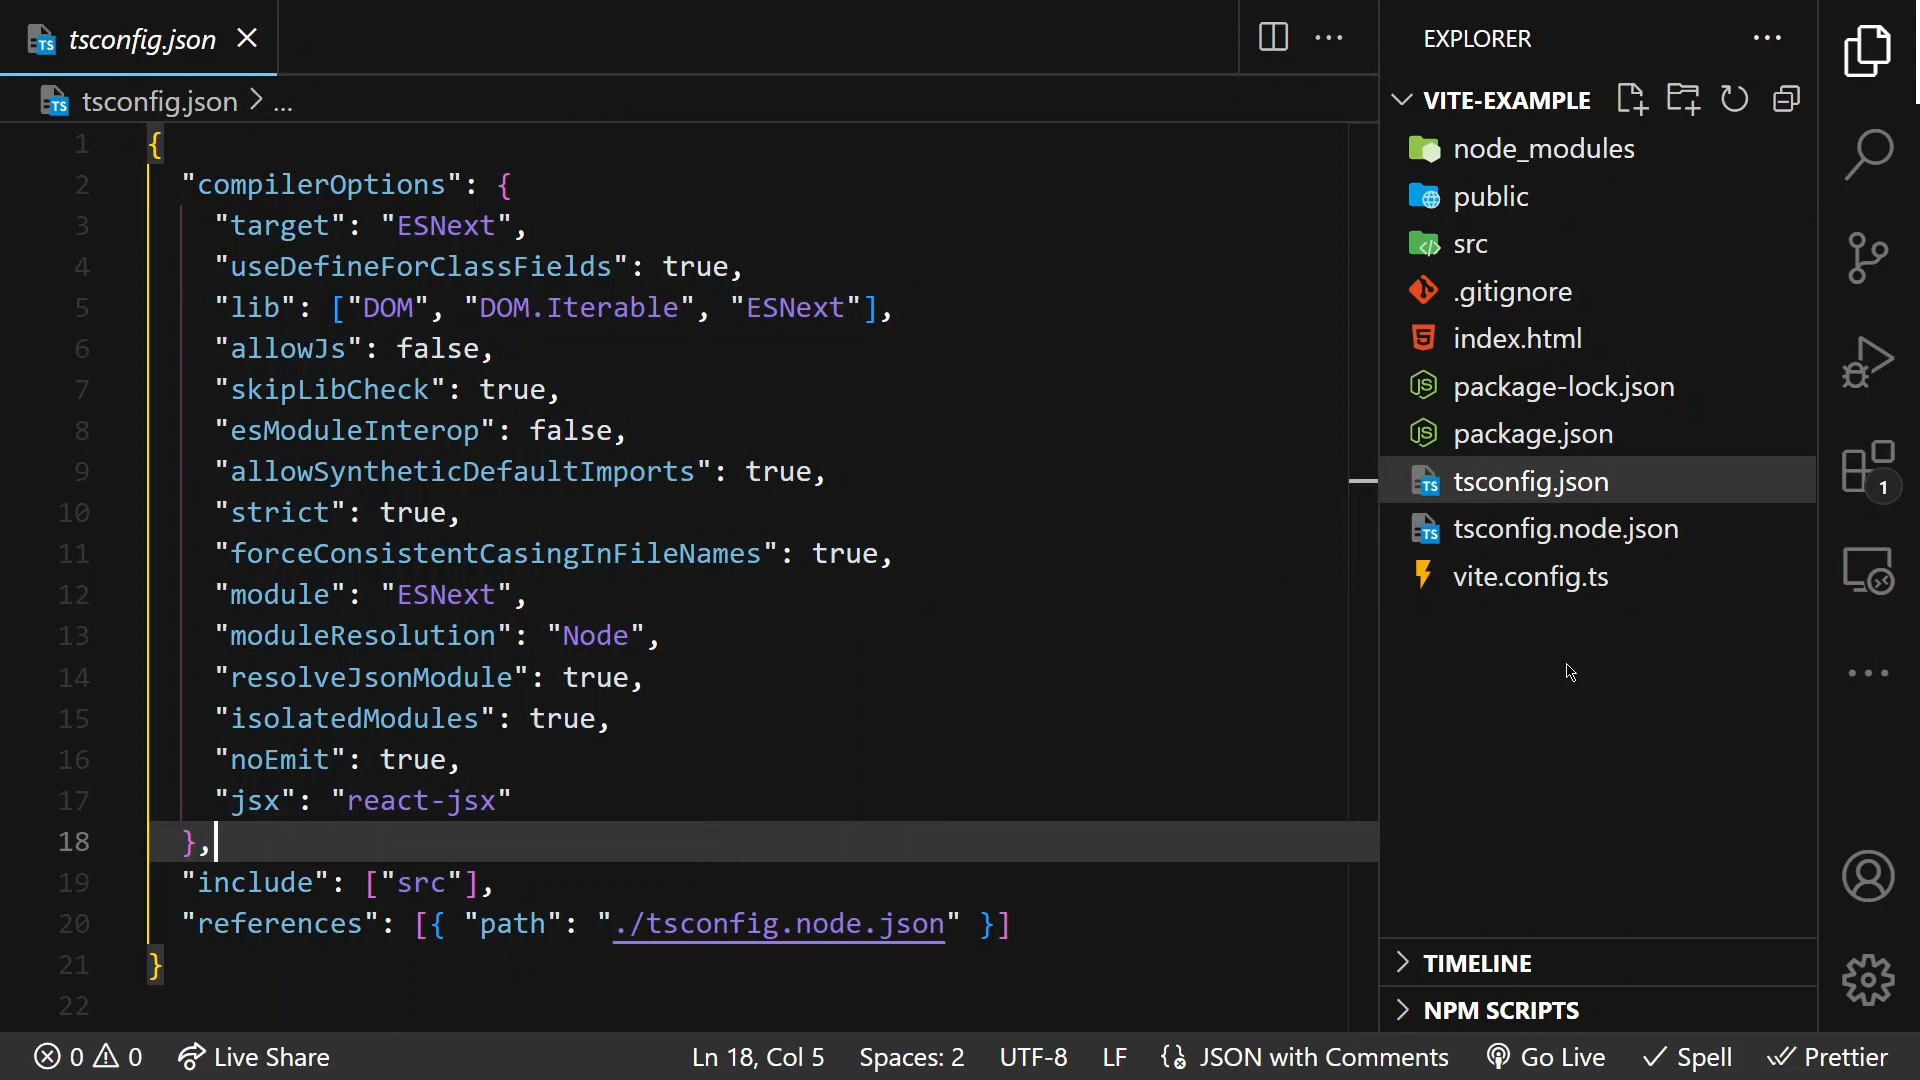 tsconfig.json
EXPLORER
tsconfig.json > ...
VITE-EXAMPLE
1 {
2 "compilerOptions": {
3 "target": "ESNext",
4 "useDefineForClassFields": true,
5 "lib": ["DOM", "DOM.Iterable", "ESNext"],
6 "allowJs": false,
7 "skipLibCheck": true,
8 "esModuleInterop": false,
9 "allowSyntheticDefaultImports": true,
10 "strict": true,
11 "forceConsistentCasingInFileNames": true,
12 "module": "ESNext",
13 "moduleResolution": "Node",
14 "resolveJsonModule": true,
15 "isolatedModules": true,
16 "noEmit": true,
17 "jsx": "react-jsx"
18 },
19 "include": ["src"],
20 "references": [{ "path": "./tsconfig.node.json" }]
21 }
22
node_modules
public
src
.gitignore
index.html
package-lock.json
package.json
tsconfig.json
tsconfig.node.json
vite.config.ts
1
TIMELINE
NPM SCRIPTS
0 0 Live Share Ln 18, Col 5 Spaces: 2 UTF-8 LF JSON with Comments Go Live Spell Prettier